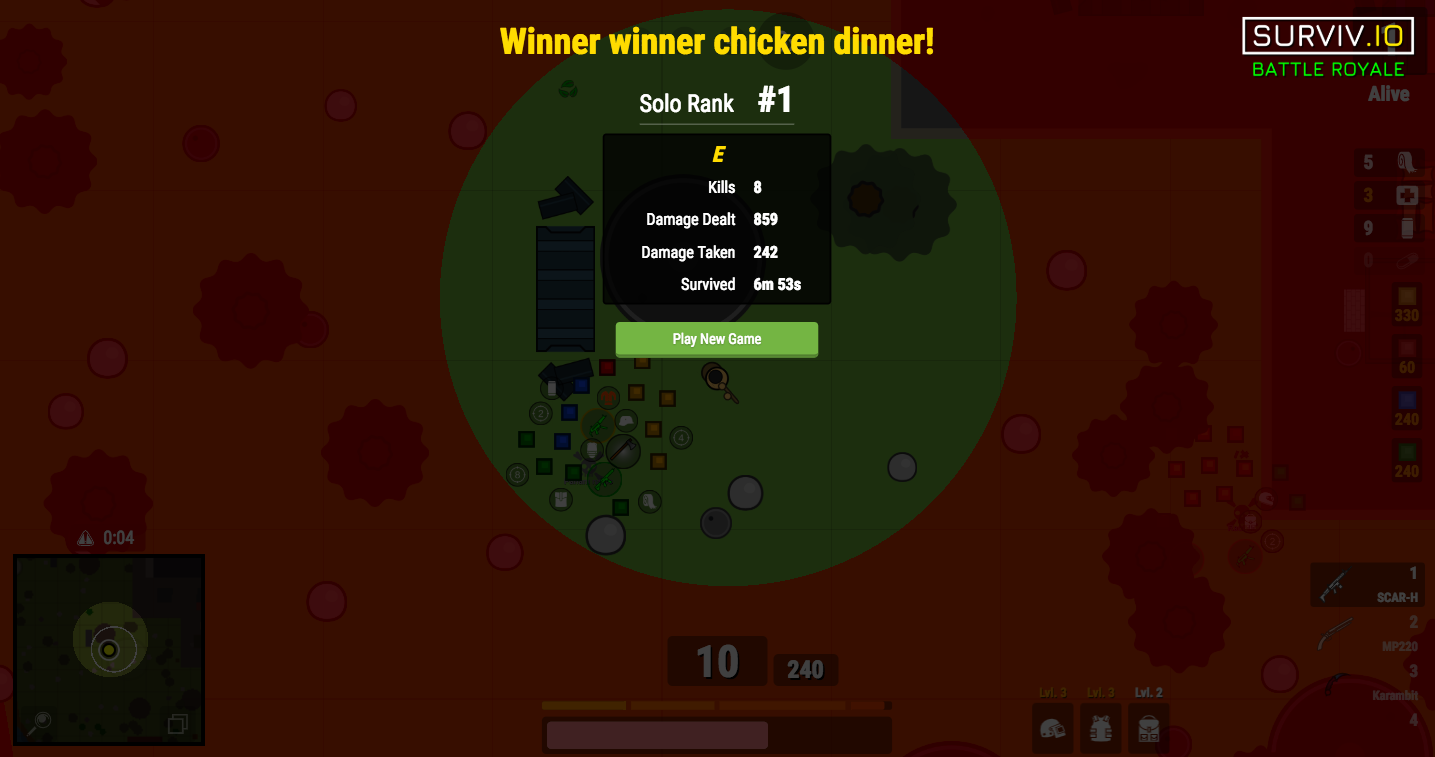 Winner winner chicken dinner!
SURVIV.IO
BATTLE ROYALE
Solo Rank #1
Alive
E
Kills 8
Damage Dealt 859
Damage Taken 242
Survived 6m 53s
Play New Game
5
3
9
0
330
60
240
240
2
4
0:04
1
SCAR-H
2
MP220
3
Karambit
4
10 240
Lvl. 3 Lvl. 3 Lvl. 2